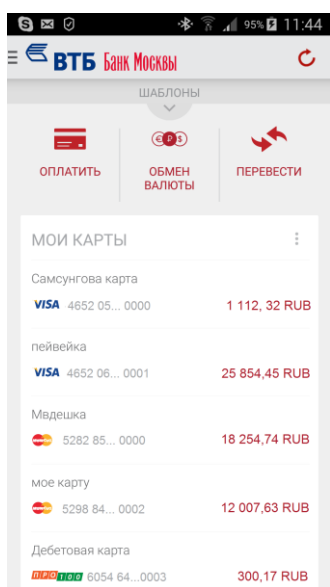 95% 11:44
ВТБ Банк Москвы
ШАБЛОНЫ
ОПЛАТИТЬ
ОБМЕН
ВАЛЮТЫ
ПЕРЕВЕСТИ
МОИ КАРТЫ
Самсунгова карта
VISA 4652 05... 0000 1 112, 32 RUB
пейвейка
VISA 4652 06... 0001 25 854,45 RUB
Мвдешка
5282 85... 0000 18 254,74 RUB
мое карту
5298 84... 0002 12 007,63 RUB
Дебетовая карта
ПРО100 6054 64...0003 300,17 RUB